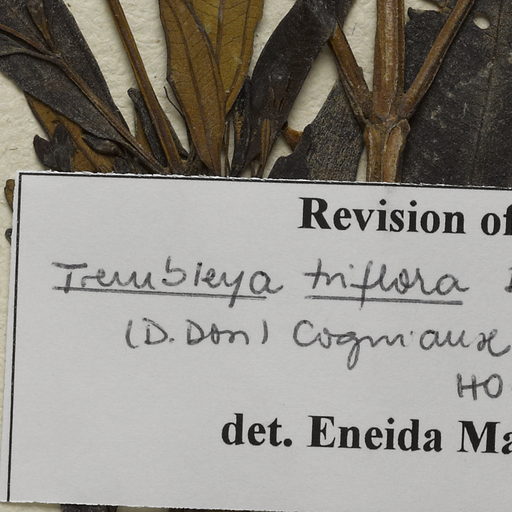 Revision of
Trembleya triflora
(D. Don) Cogniaux
HO
det. Eneida Ma